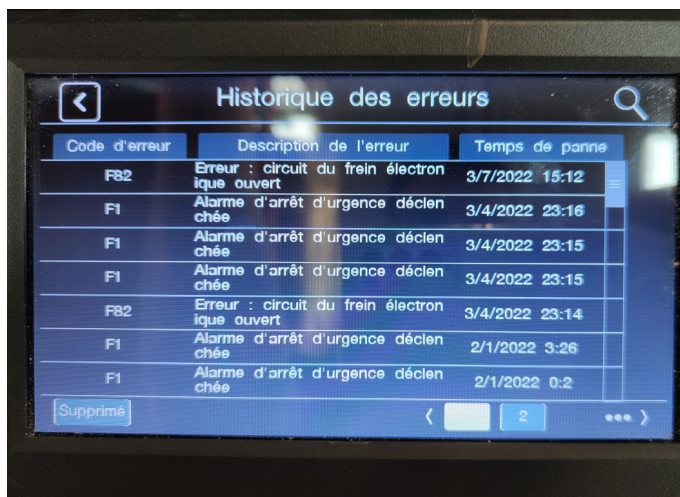 Historique des erreurs
Code d'erreur Description de l'erreur Temps de panne
F82 Erreur : circuit du frein électron 3/7/2022 15:12
ique ouvert
F1 Alarme d'arrêt d'urgence déclen 3/4/2022 23:16
chée
F1 Alarme d'arrêt d'urgence déclen 3/4/2022 23:15
chée
F1 Alarme d'arrêt d'urgence déclen 3/4/2022 23:15
chée
F82 Erreur : circuit du frein électron 3/4/2022 23:14
ique ouvert
F1 Alarme d'arrêt d'urgence déclen 2/1/2022 3:26
chée
F1 Alarme d'arrêt d'urgence déclen 2/1/2022 0:2
chée
Supprimé 2 •••